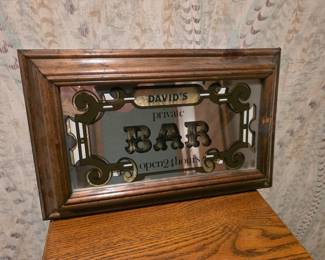 DAVID'S
private
BAR
open 24 hours